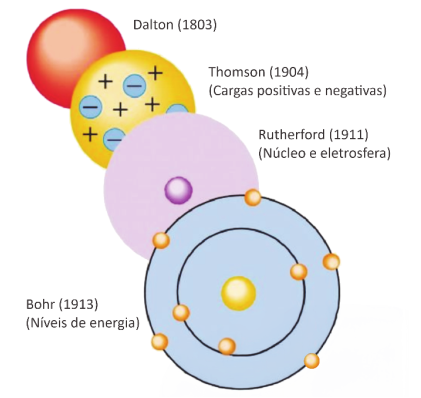 Dalton (1803)
Thomson (1904)
(Cargas positivas e negativas)
Rutherford (1911)
(Núcleo e eletrosfera)
Bohr (1913)
(Níveis de energia)